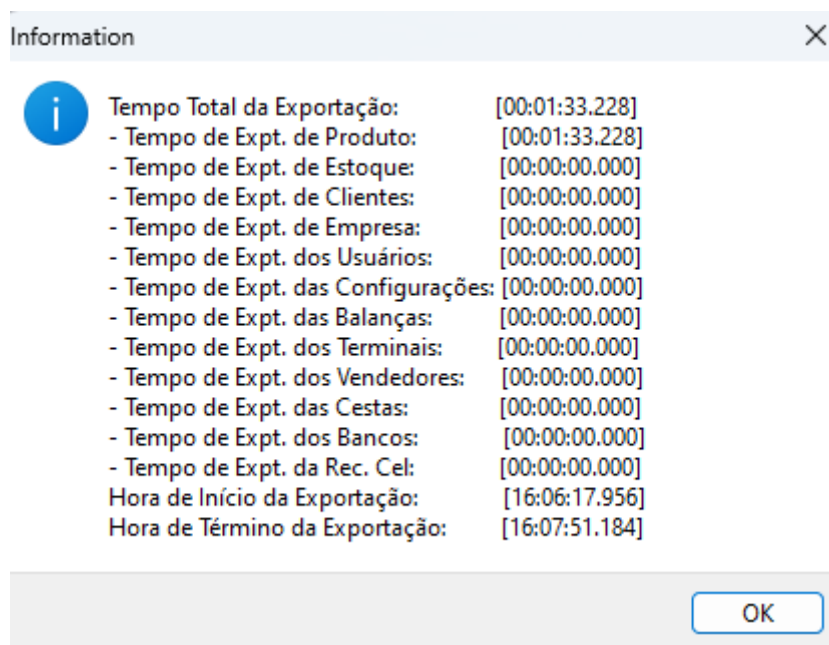 Information
Tempo Total da Exportação: [00:01:33.228]
- Tempo de Expt. de Produto: [00:01:33.228]
- Tempo de Expt. de Estoque: [00:00:00.000]
- Tempo de Expt. de Clientes: [00:00:00.000]
- Tempo de Expt. de Empresa: [00:00:00.000]
- Tempo de Expt. dos Usuários: [00:00:00.000]
- Tempo de Expt. das Configurações: [00:00:00.000]
- Tempo de Expt. das Balanças: [00:00:00.000]
- Tempo de Expt. dos Terminais: [00:00:00.000]
- Tempo de Expt. dos Vendedores: [00:00:00.000]
- Tempo de Expt. das Cestas: [00:00:00.000]
- Tempo de Expt. dos Bancos: [00:00:00.000]
- Tempo de Expt. da Rec. Cel: [00:00:00.000]
Hora de Início da Exportação: [16:06:17.956]
Hora de Término da Exportação: [16:07:51.184]
OK